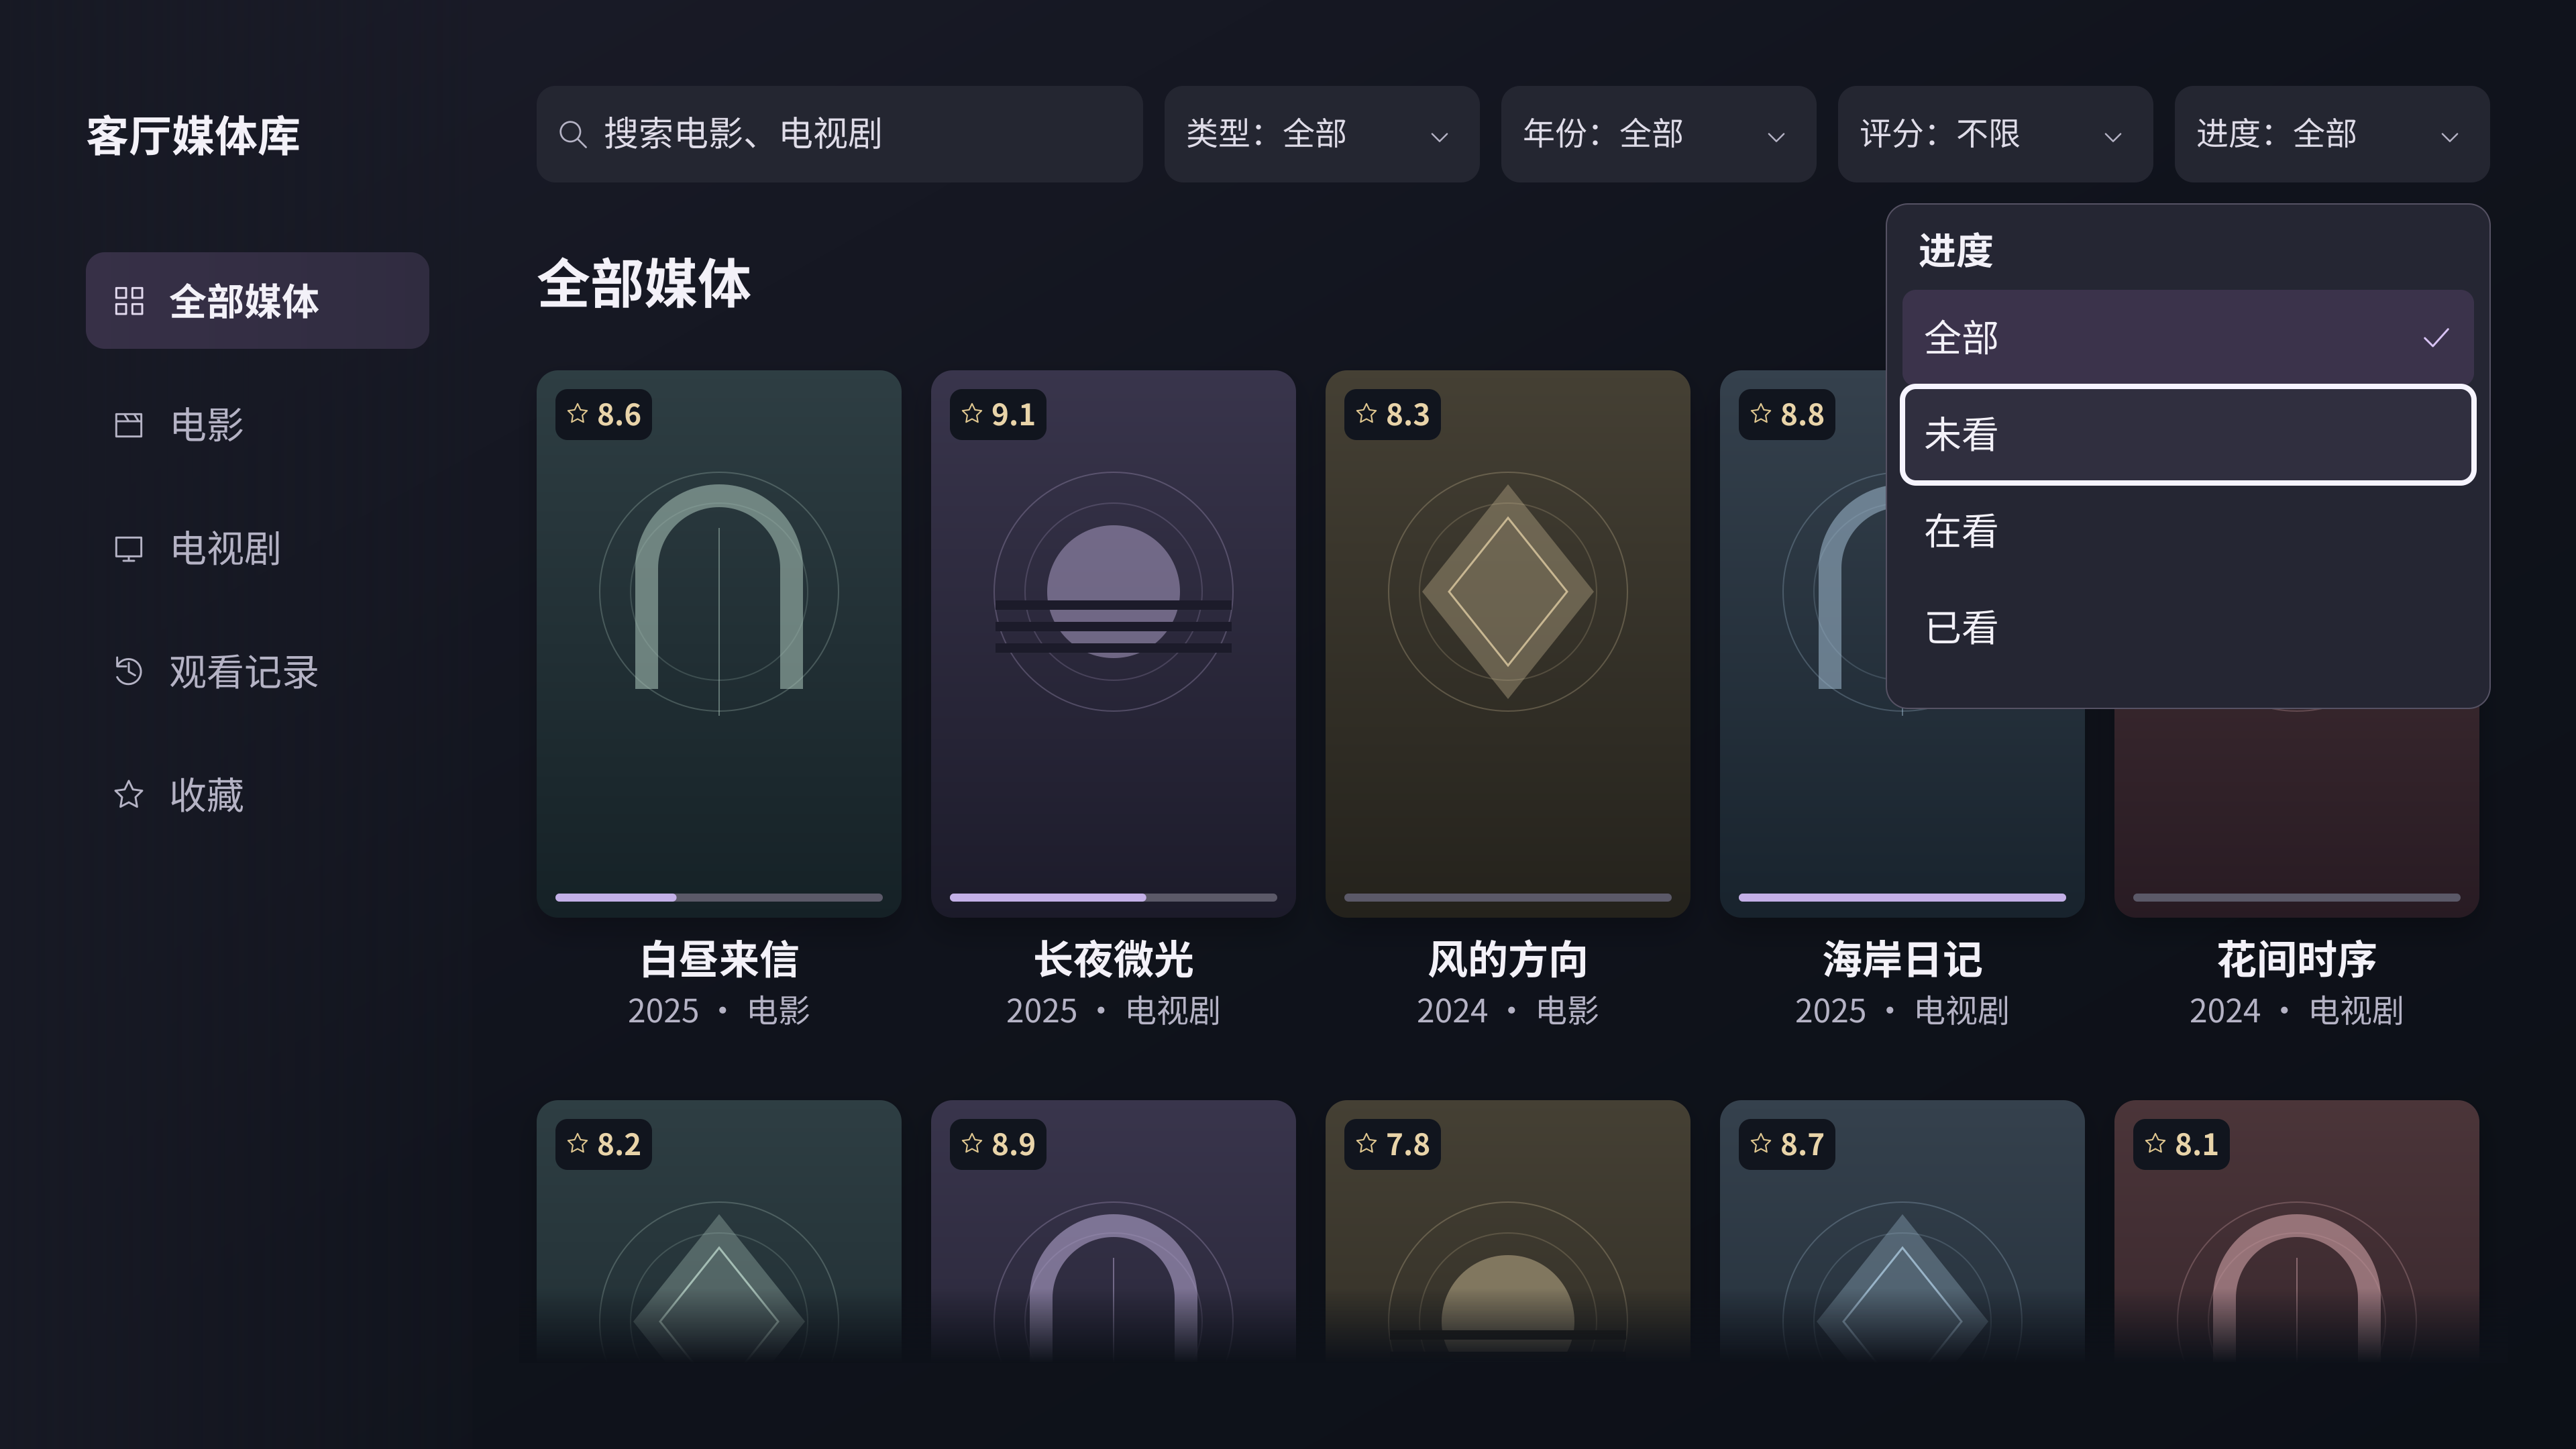 客厅媒体库
搜索电影、电视剧
类型：全部
年份：全部
评分：不限
进度：全部
全部媒体
电影
电视剧
观看记录
收藏
全部媒体
进度
全部
未看
在看
已看
8.6
9.1
8.3
8.8
白昼来信
2025 • 电影
长夜微光
2025 • 电视剧
风的方向
2024 • 电影
海岸日记
2025 • 电视剧
花间时序
2024 • 电视剧
8.2
8.9
7.8
8.7
8.1